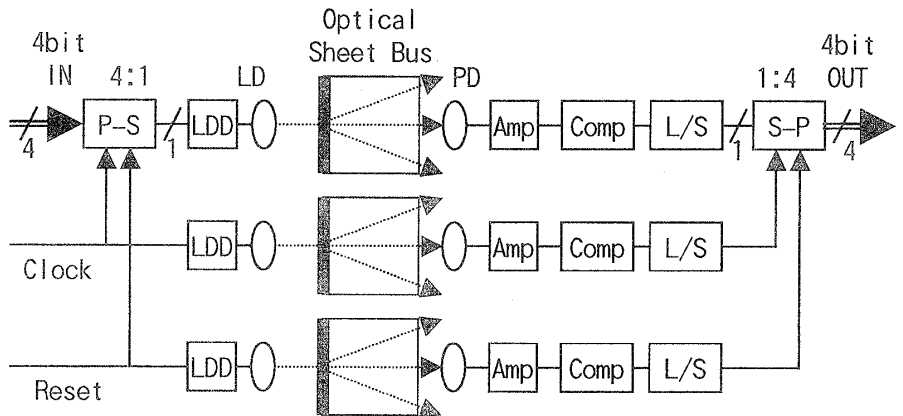 Optical
Sheet Bus
4bit
IN
4:1
LD
PD
1:4
4bit
OUT
4
P-S
1
LDD
Amp
Comp
L/S
1
S-P
4
Clock
LDD
Amp
Comp
L/S
Reset
LDD
Amp
Comp
L/S